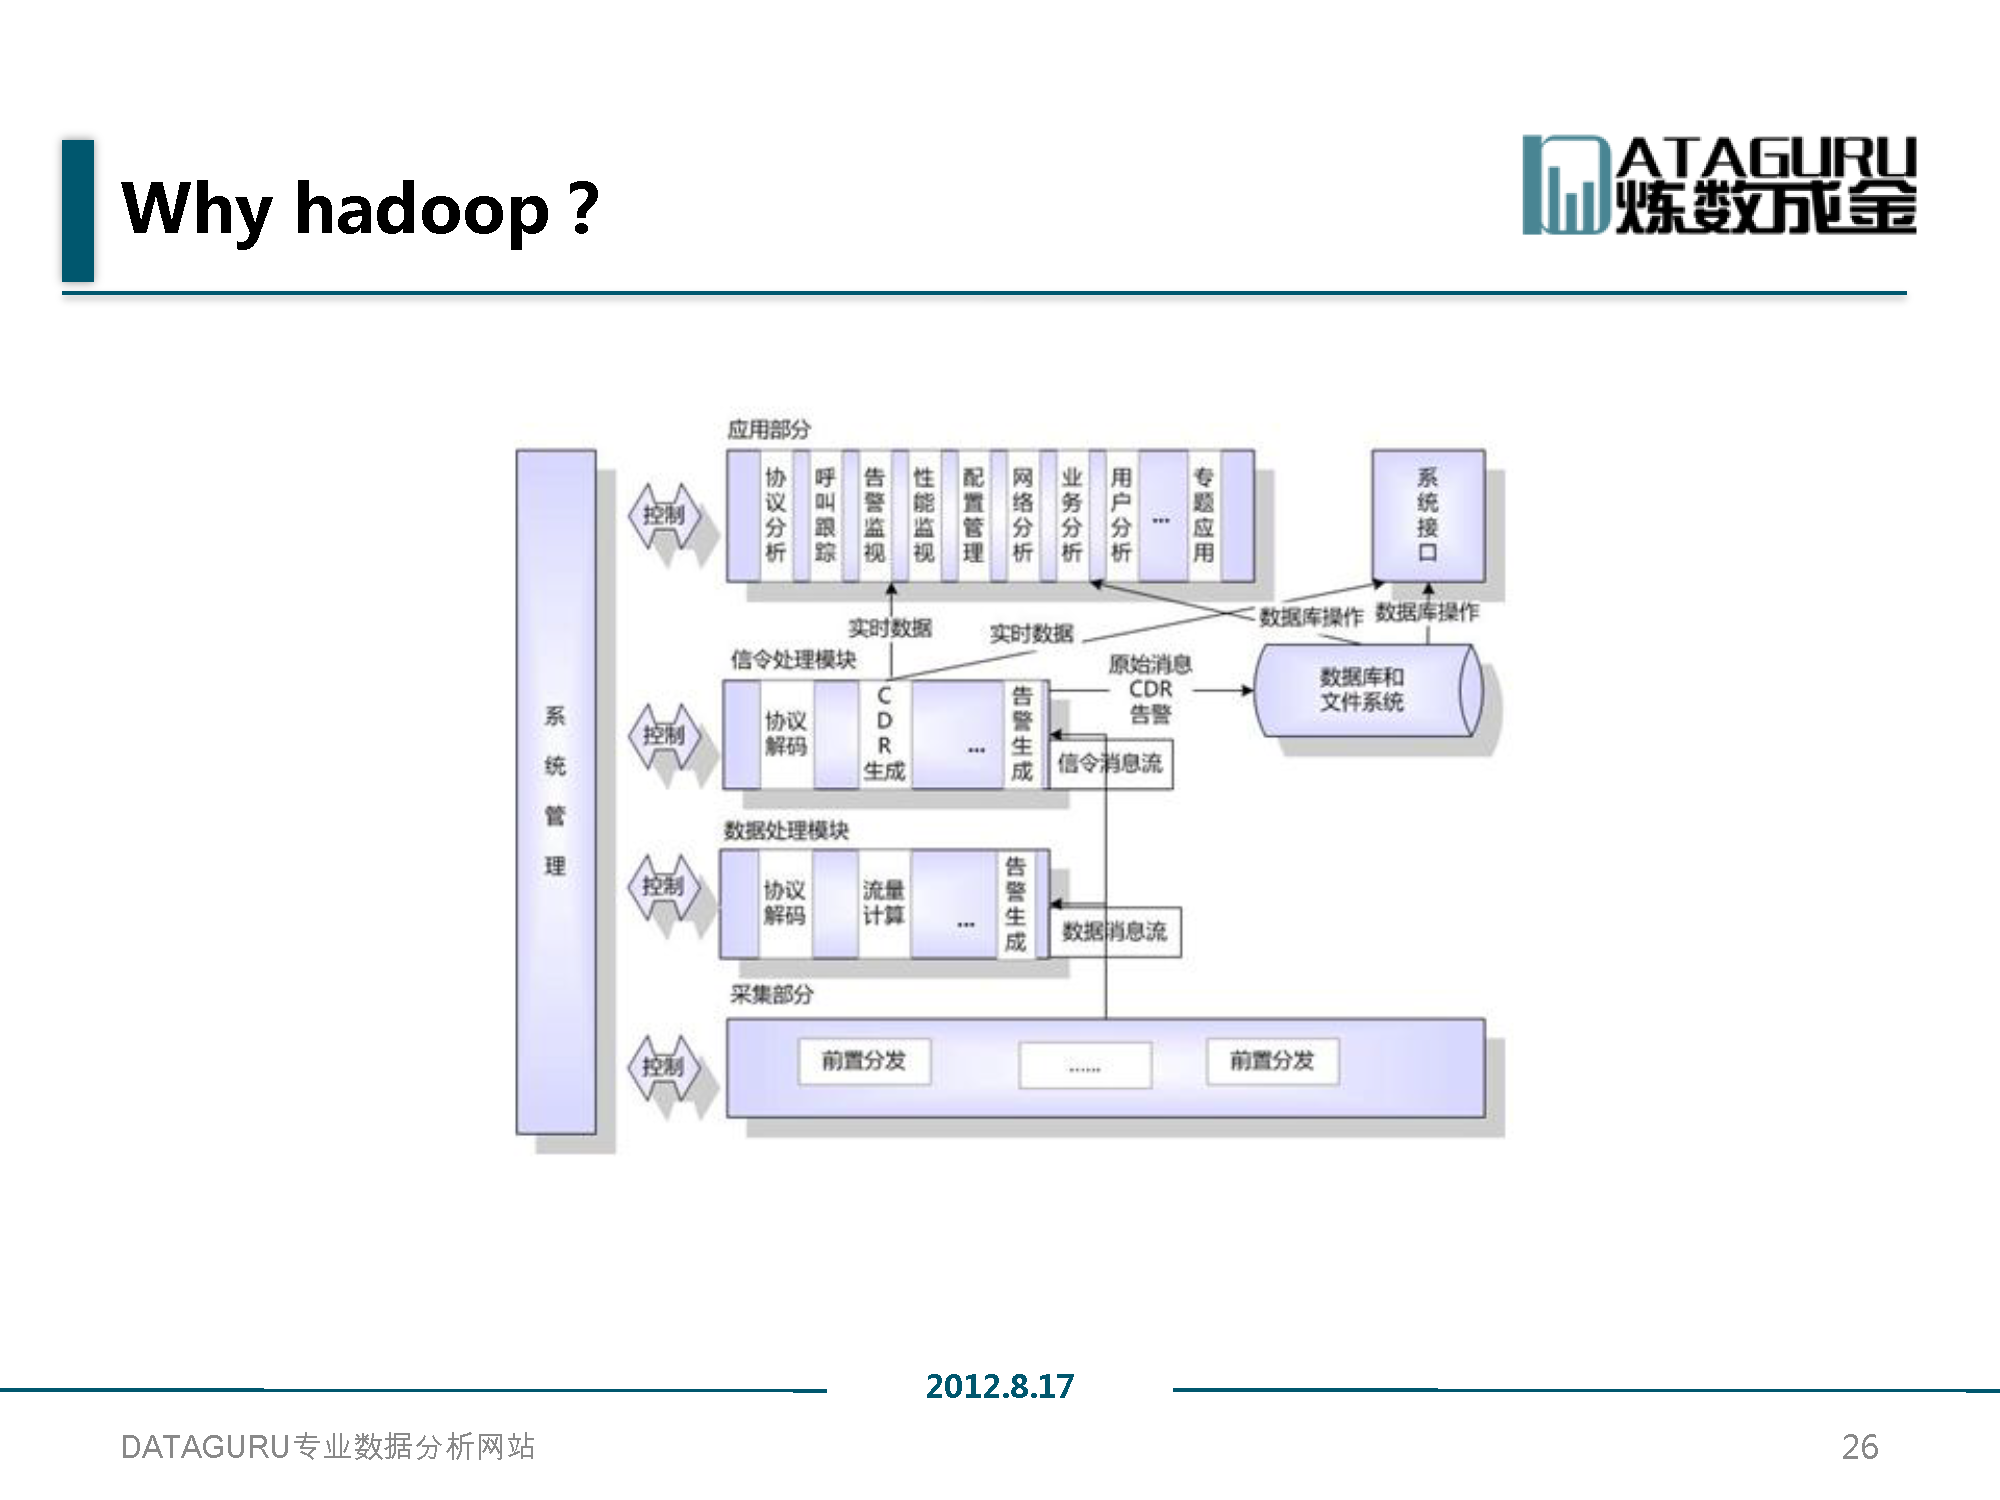 Why hadoop？
DATAGURU
炼数成金
应用部分
协议分析
呼叫跟踪
告警监视
性能监视
配置管理
网络分析
业务分析
用户分析
...
专题应用
系统接口
系统管理
控制
实时数据
实时数据
数据库操作
数据库操作
信令处理模块
协议
解码
CDR
生成
...
告警生成
原始消息
CDR
告警
数据库和
文件系统
控制
信令消息流
数据处理模块
协议
解码
流量
计算
...
告警生成
控制
数据消息流
采集部分
控制
前置分发
......
前置分发
2012.8.17
DATAGURU专业数据分析网站
26